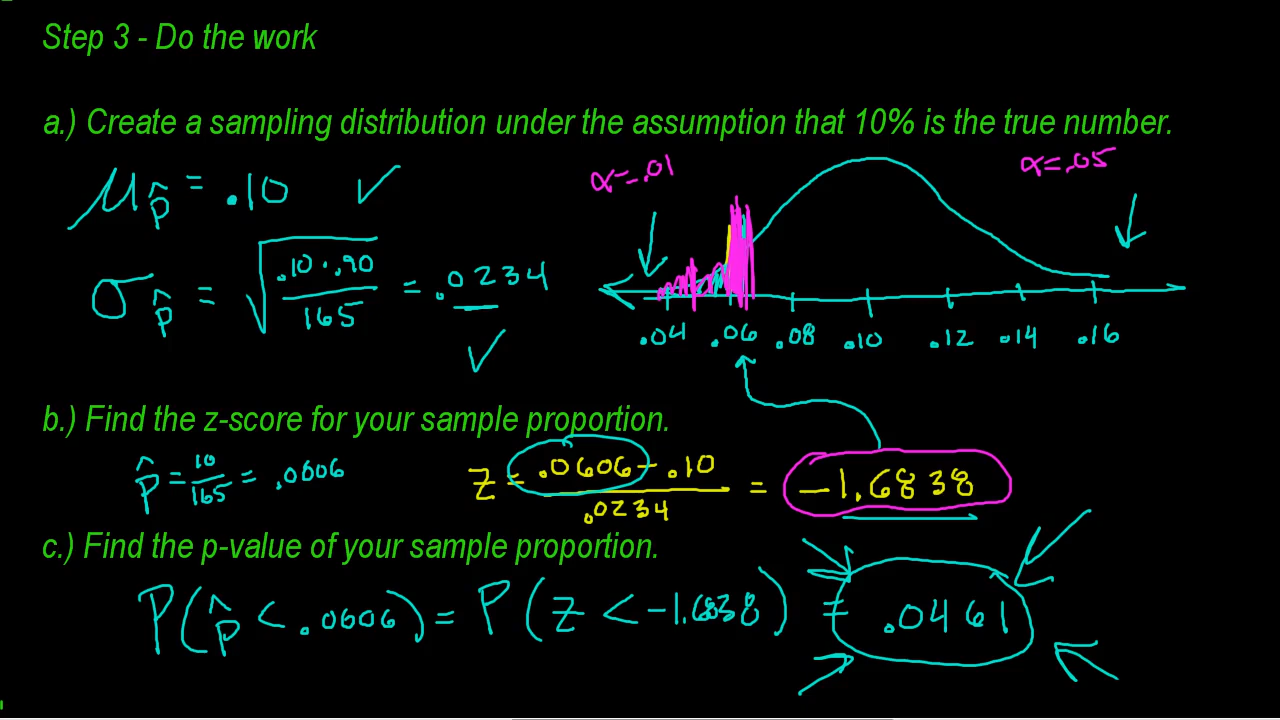 Step 3 - Do the work
a.) Create a sampling distribution under the assumption that 10% is the true number.
μp̂ = .10 ✓
α=.01
α=.05
σp̂ = √(.10·.90/165) = .0234 ✓
.04 .06 .08 .10 .12 .14 .16
b.) Find the z-score for your sample proportion.
p̂ = 10/165 = .0606
z = (.0606 - .10)/.0234 = -1.6838
c.) Find the p-value of your sample proportion.
P(p̂ < .0606) = P(z < -1.6838) = .0461